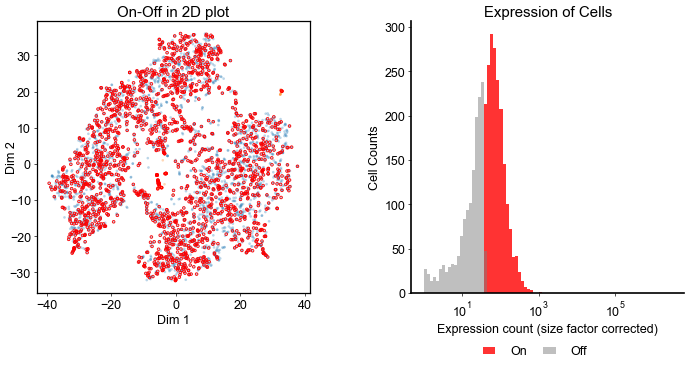 On-Off in 2D plot
Dim 2
30
20
10
0
−10
−20
−30
−40 −20 0 20 40
Dim 1
Expression of Cells
Cell Counts
300
250
200
150
100
50
0
10^1 10^3 10^5
Expression count (size factor corrected)
On Off